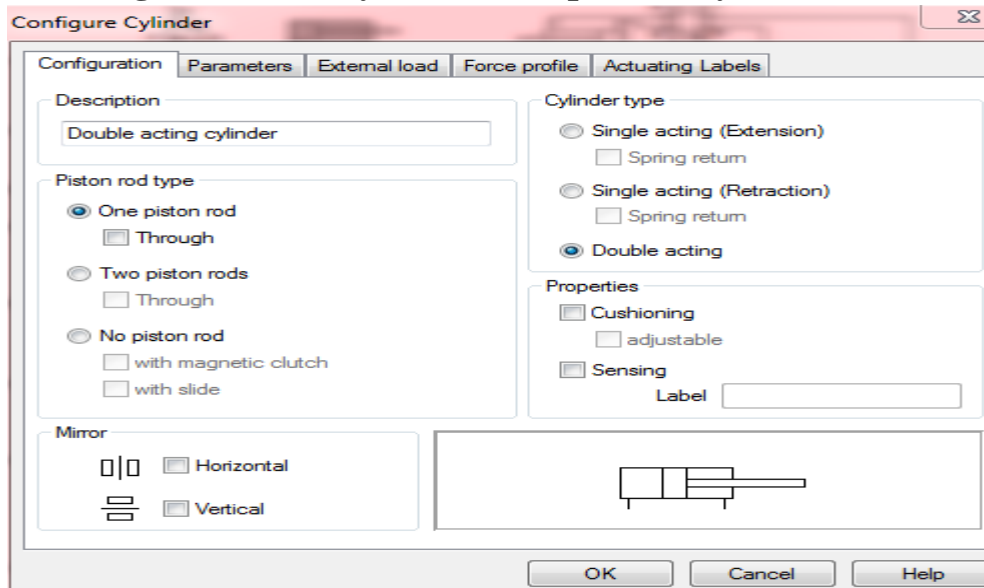 Configure Cylinder
Configuration Parameters External load Force profile Actuating Labels
Description
Double acting cylinder
Piston rod type
One piston rod
Through
Two piston rods
Through
No piston rod
with magnetic clutch
with slide
Cylinder type
Single acting (Extension)
Spring return
Single acting (Retraction)
Spring return
Double acting
Properties
Cushioning
adjustable
Sensing
Label
Mirror
Horizontal
Vertical
OK Cancel Help